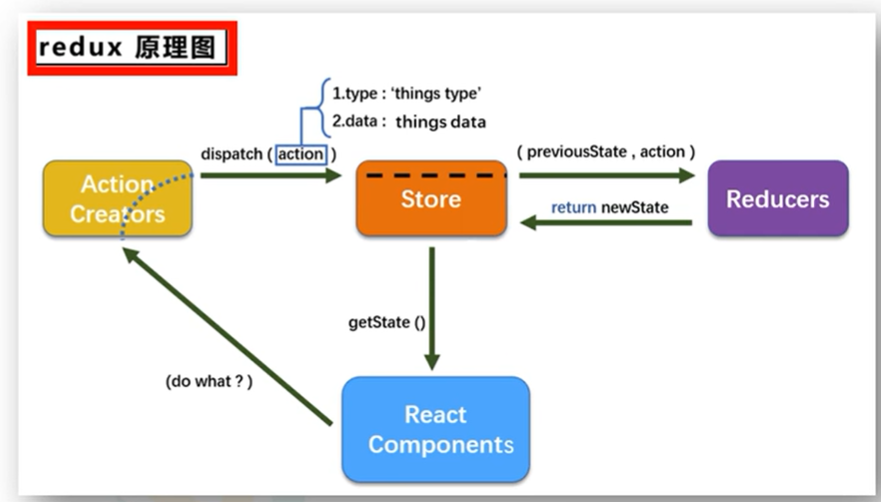 redux 原理图
1.type : ‘things type’
2.data : things data
dispatch ( action )
( previousState , action )
Action
Creators
Store
Reducers
return newState
getState ()
(do what ? )
React
Components